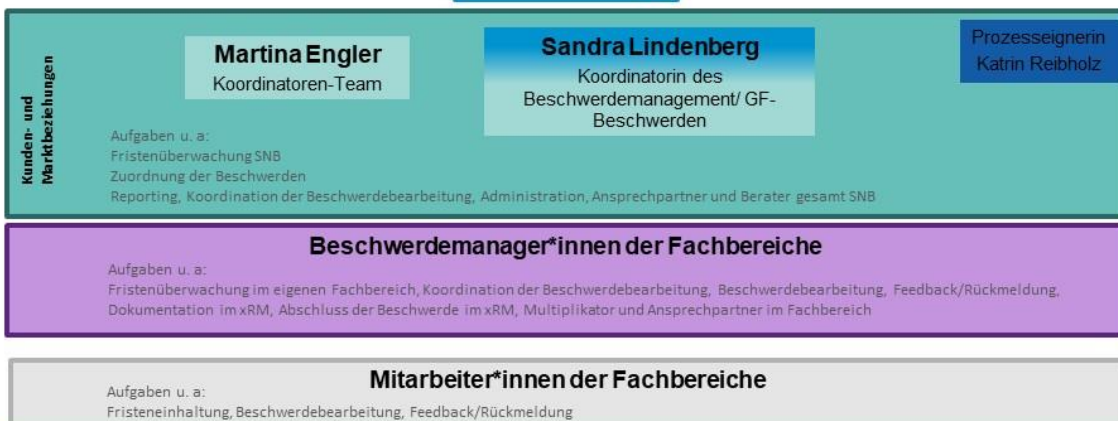 Kunden- und
Marktbeziehungen
Martina Engler
Koordinatoren-Team
Sandra Lindenberg
Koordinatorin des
Beschwerdemanagement/ GF-
Beschwerden
Prozesseignerin
Katrin Reibholz
Aufgaben u. a:
Fristenüberwachung SNB
Zuordnung der Beschwerden
Reporting, Koordination der Beschwerdebearbeitung, Administration, Ansprechpartner und Berater gesamt SNB
Beschwerdemanager*innen der Fachbereiche
Aufgaben u. a:
Fristenüberwachung im eigenen Fachbereich, Koordination der Beschwerdebearbeitung, Beschwerdebearbeitung, Feedback/Rückmeldung,
Dokumentation im xRM, Abschluss der Beschwerde im xRM, Multiplikator und Ansprechpartner im Fachbereich
Mitarbeiter*innen der Fachbereiche
Aufgaben u. a:
Fristeneinhaltung, Beschwerdebearbeitung, Feedback/Rückmeldung